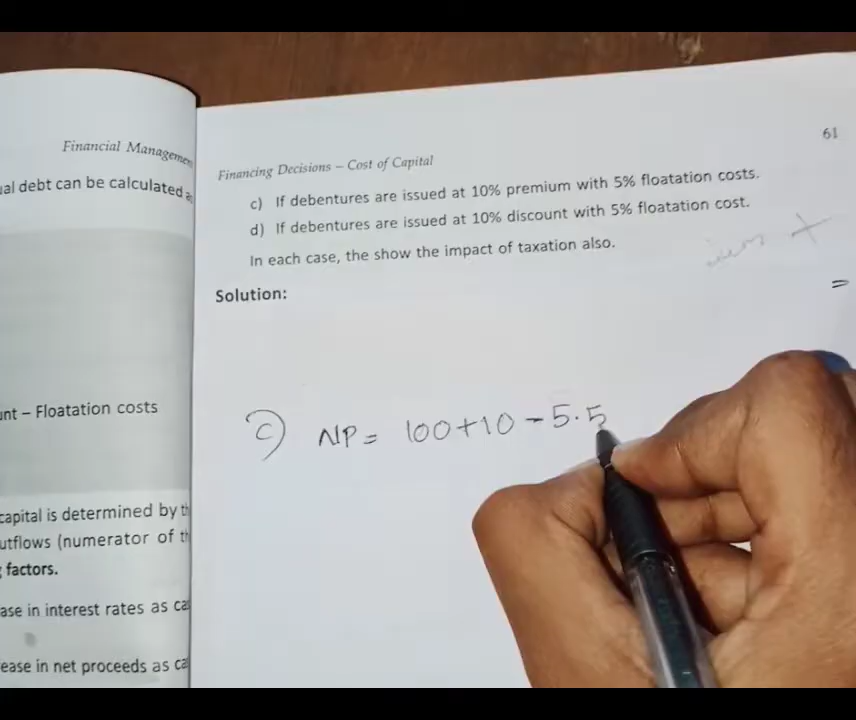 Financial Managemen
ual debt can be calculated
unt – Floatation costs
capital is determined by th
utflows (numerator of th
factors.
ase in interest rates as ca
ease in net proceeds as ca
61
Financing Decisions – Cost of Capital
c) If debentures are issued at 10% premium with 5% floatation costs.
d) If debentures are issued at 10% discount with 5% floatation cost.
In each case, the show the impact of taxation also.
Solution:
=
c) NP = 100+10 - 5.5